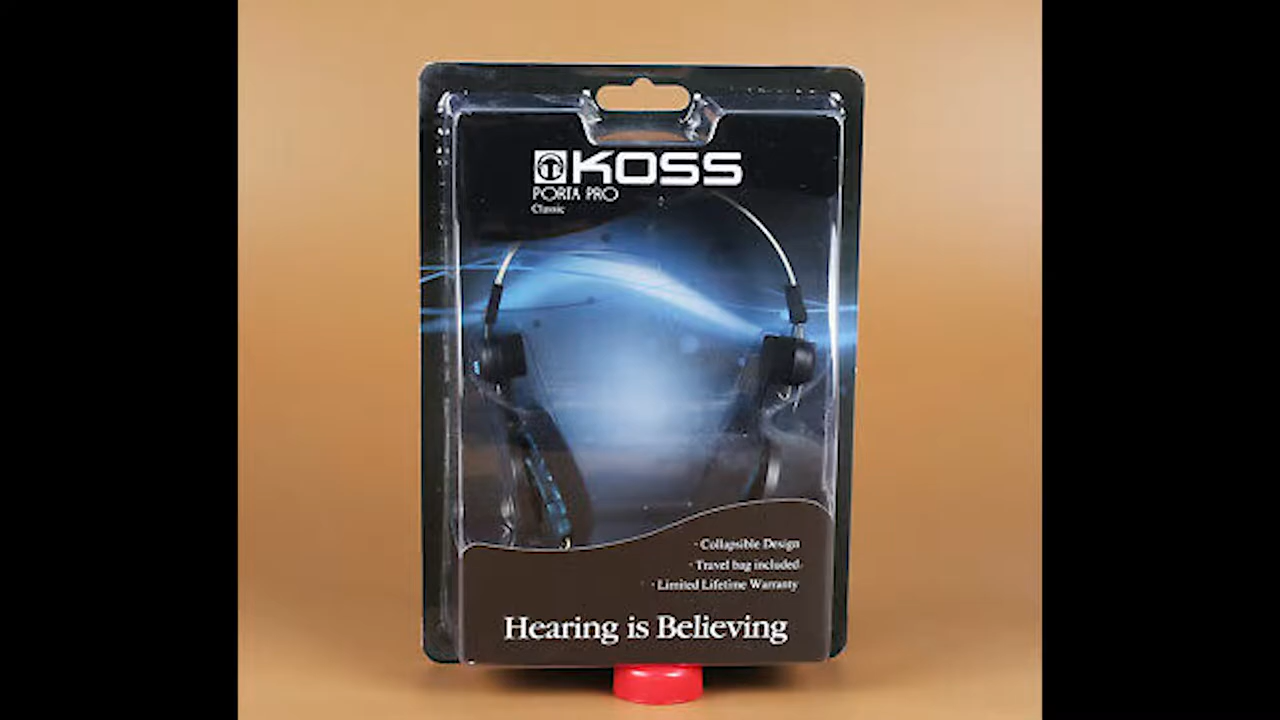 KOSS
PORTA PRO
Classic
· Collapsible Design
· Travel bag included
· Limited Lifetime Warranty
Hearing is Believing